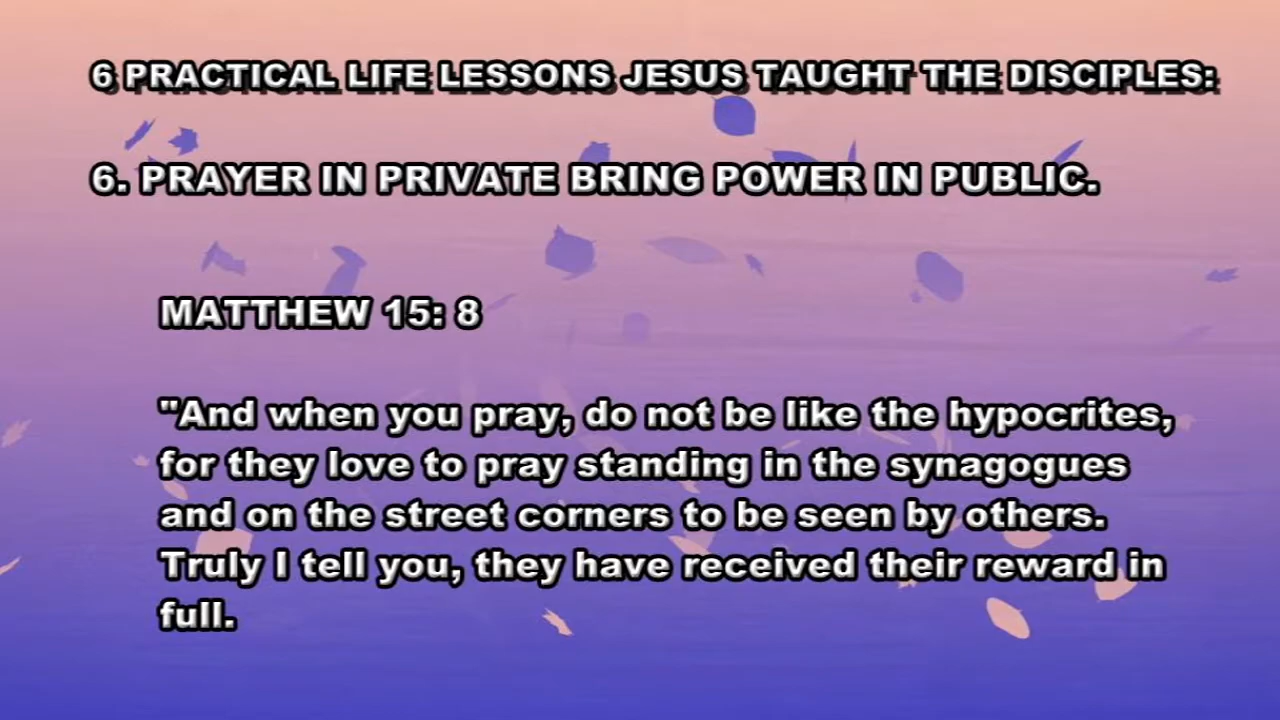 6 PRACTICAL LIFE LESSONS JESUS TAUGHT THE DISCIPLES:
6. PRAYER IN PRIVATE BRING POWER IN PUBLIC.
MATTHEW 15: 8
"And when you pray, do not be like the hypocrites,
for they love to pray standing in the synagogues
and on the street corners to be seen by others.
Truly I tell you, they have received their reward in
full.